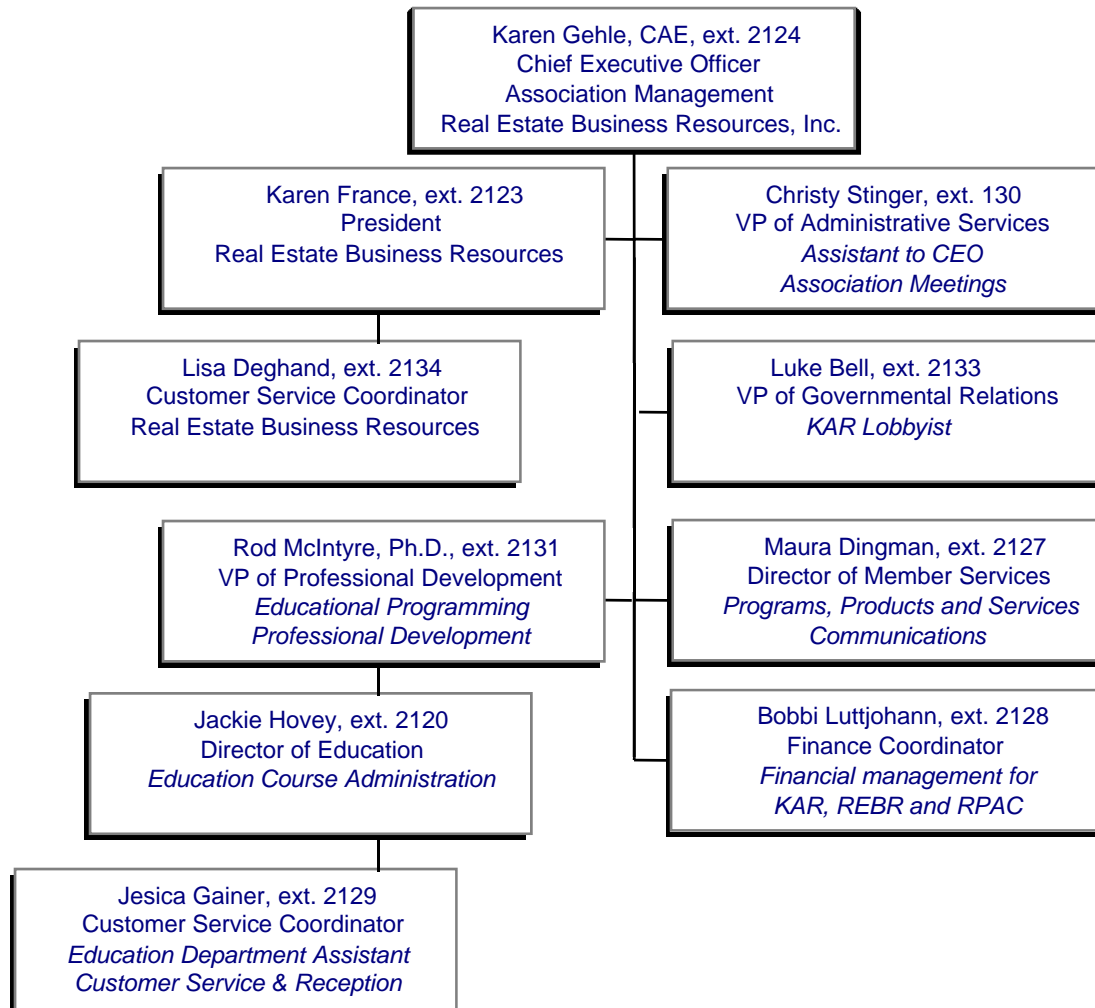 Karen Gehle, CAE, ext. 2124
Chief Executive Officer
Association Management
Real Estate Business Resources, Inc.
Karen France, ext. 2123
President
Real Estate Business Resources
Christy Stinger, ext. 130
VP of Administrative Services
Assistant to CEO
Association Meetings
Lisa Deghand, ext. 2134
Customer Service Coordinator
Real Estate Business Resources
Luke Bell, ext. 2133
VP of Governmental Relations
KAR Lobbyist
Rod McIntyre, Ph.D., ext. 2131
VP of Professional Development
Educational Programming
Professional Development
Maura Dingman, ext. 2127
Director of Member Services
Programs, Products and Services
Communications
Jackie Hovey, ext. 2120
Director of Education
Education Course Administration
Bobbi Luttjohann, ext. 2128
Finance Coordinator
Financial management for
KAR, REBR and RPAC
Jesica Gainer, ext. 2129
Customer Service Coordinator
Education Department Assistant
Customer Service & Reception